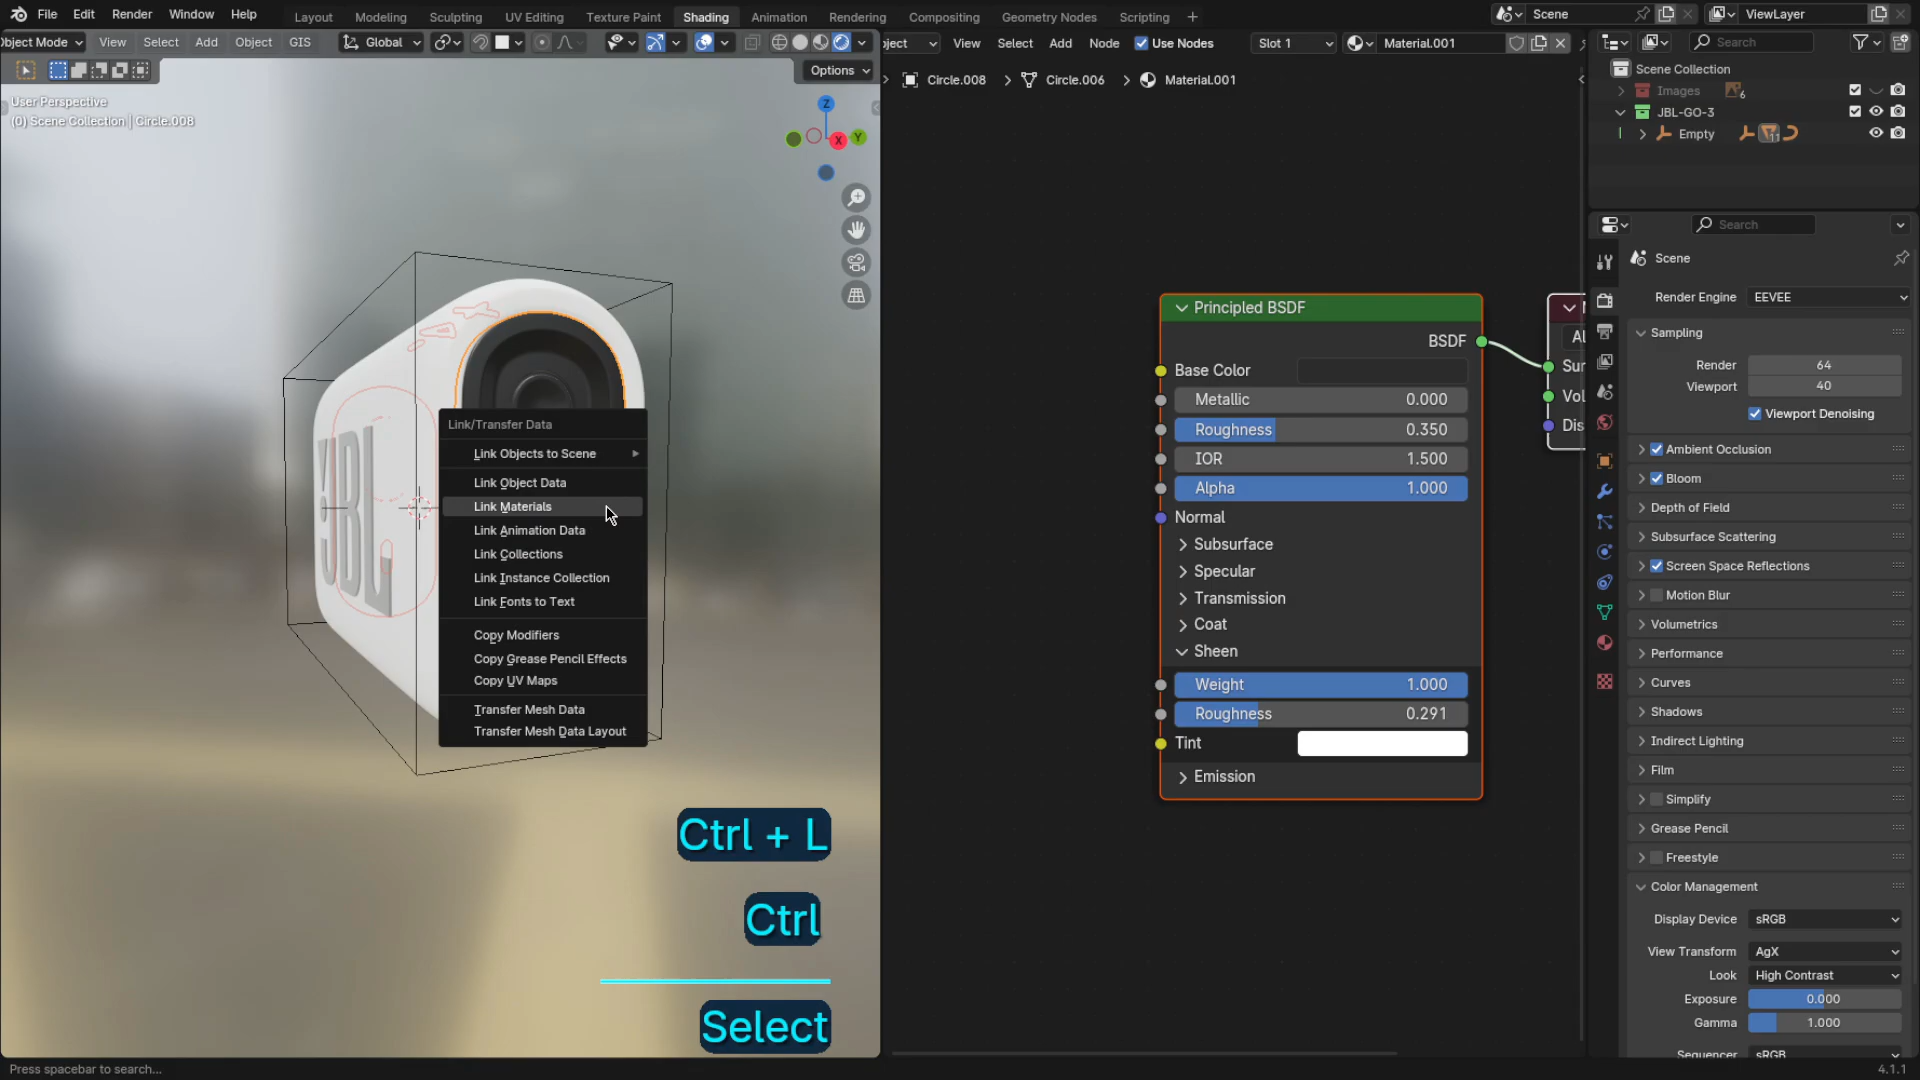 File Edit Render Window Help
Layout Modeling Sculpting UV Editing Texture Paint Shading Animation Rendering Compositing Geometry Nodes Scripting +
Scene ViewLayer
bject Mode View Select Add Object GIS Global
Options
User Perspective
(0) Scene Collection | Circle.008
Z
Y
X
JBL
Link/Transfer Data
Link Objects to Scene
Link Object Data
Link Materials
Link Animation Data
Link Collections
Link Instance Collection
Link Fonts to Text
Copy Modifiers
Copy Grease Pencil Effects
Copy UV Maps
Transfer Mesh Data
Transfer Mesh Data Layout
Ctrl + L
Ctrl
Select
ject View Select Add Node Use Nodes Slot 1 Material.001
Circle.008 > Circle.006 > Material.001
Principled BSDF
BSDF
Base Color
Metallic 0.000
Roughness 0.350
IOR 1.500
Alpha 1.000
Normal
Subsurface
Specular
Transmission
Coat
Sheen
Weight 1.000
Roughness 0.291
Tint
Emission
Al
Sur
Vol
Dis
Search
Scene Collection
Images 6
JBL-GO-3
Empty 11
Search
Scene
Render Engine EEVEE
Sampling
Render 64
Viewport 40
Viewport Denoising
Ambient Occlusion
Bloom
Depth of Field
Subsurface Scattering
Screen Space Reflections
Motion Blur
Volumetrics
Performance
Curves
Shadows
Indirect Lighting
Film
Simplify
Grease Pencil
Freestyle
Color Management
Display Device sRGB
View Transform AgX
Look High Contrast
Exposure 0.000
Gamma 1.000
Sequencer sRGB
Press spacebar to search...
4.1.1